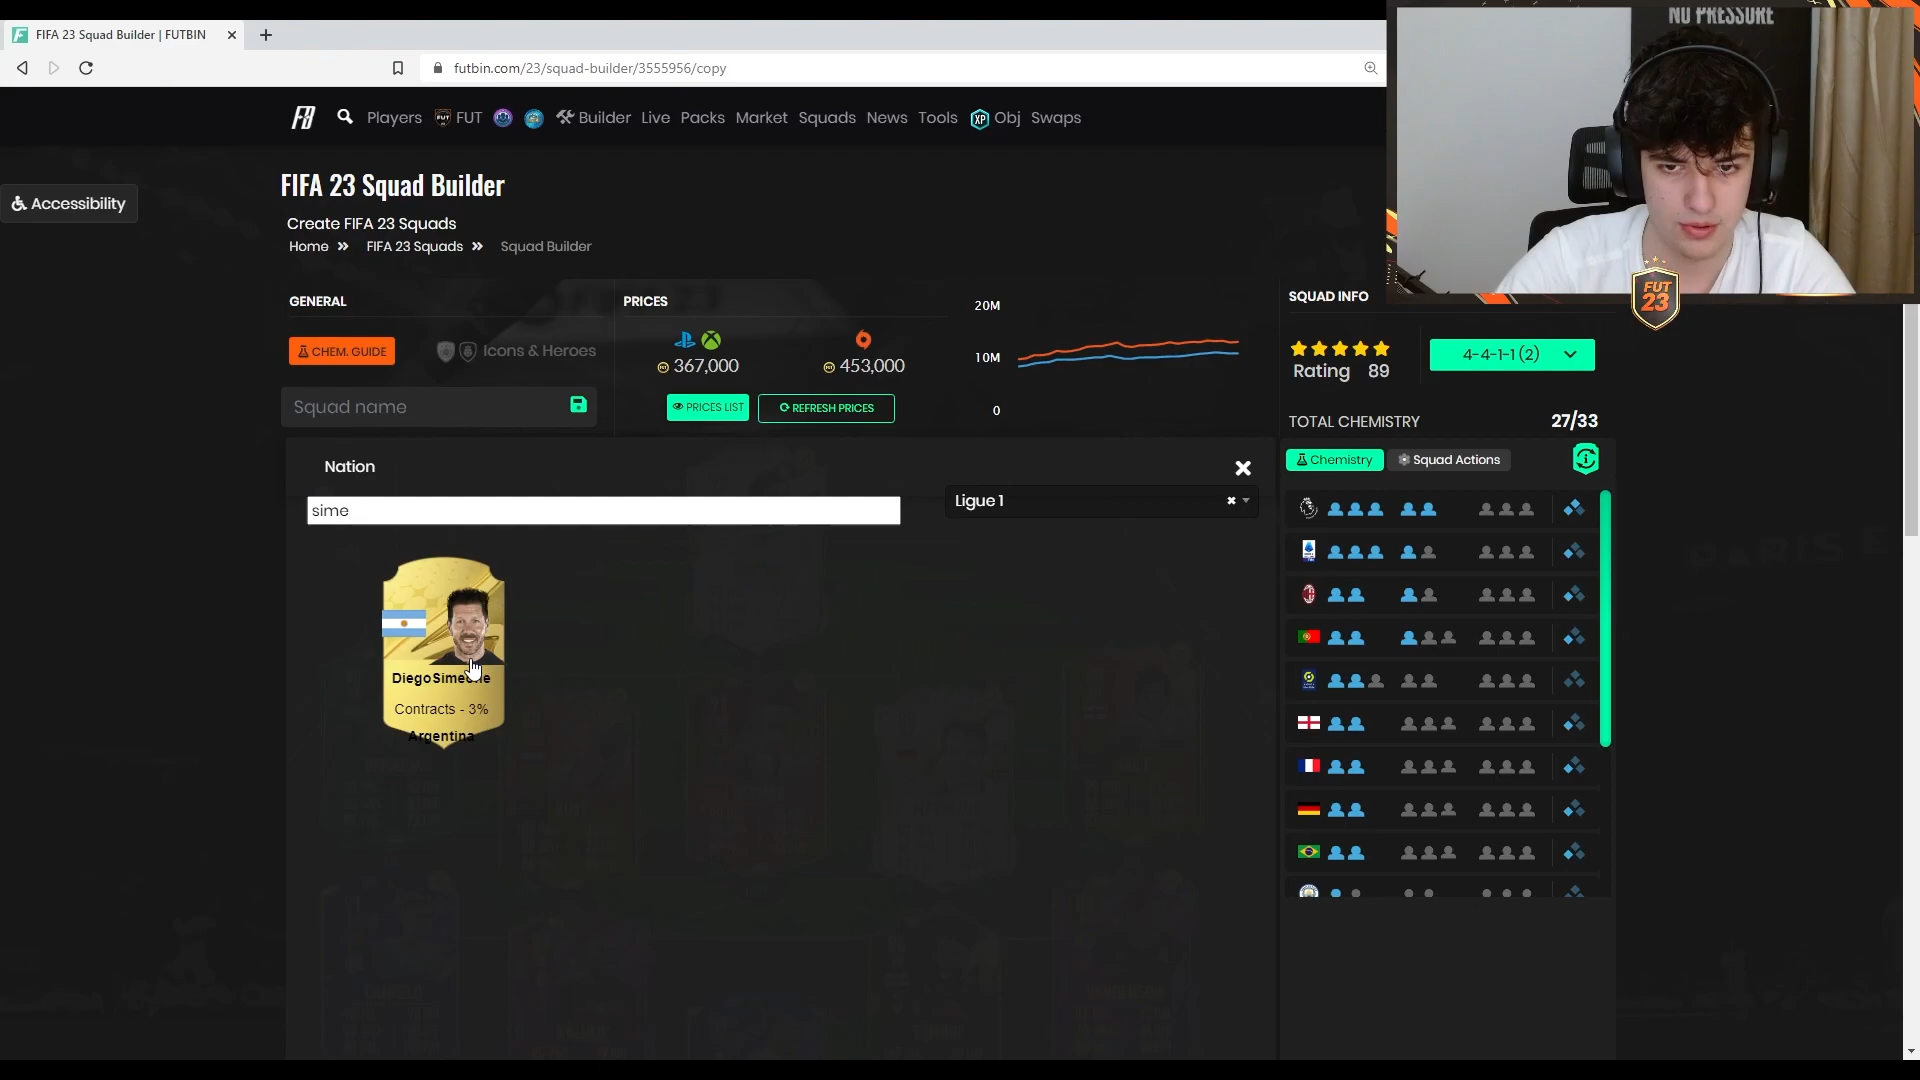 NO PRESSURE
FIFA 23 Squad Builder | FUTBIN
futbin.com/23/squad-builder/3555956/copy
Players FUT Builder Live Packs Market Squads News Tools XP Obj Swaps
Accessibility
FIFA 23 Squad Builder
Create FIFA 23 Squads
Home » FIFA 23 Squads » Squad Builder
GENERAL
CHEM. GUIDE
Icons & Heroes
Squad name
PRICES
367,000
453,000
PRICES LIST
REFRESH PRICES
20M
10M
0
FUT
23
SQUAD INFO
Rating 89
4-4-1-1 (2)
TOTAL CHEMISTRY 27/33
Chemistry
Squad Actions
Nation
sime
Ligue 1
Contracts - 3%
Argentina